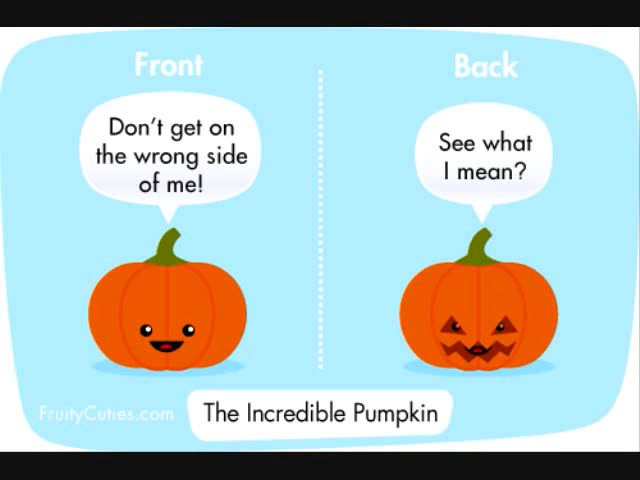 Front
Don't get on
the wrong side
of me!
Back
See what
I mean?
FruityCuties.com
The Incredible Pumpkin